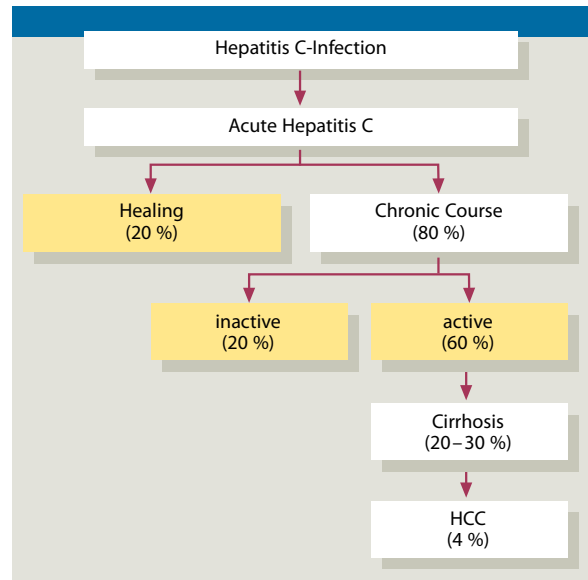 Hepatitis C-Infection
Acute Hepatitis C
Healing
(20 %)
Chronic Course
(80 %)
inactive
(20 %)
active
(60 %)
Cirrhosis
(20–30 %)
HCC
(4 %)